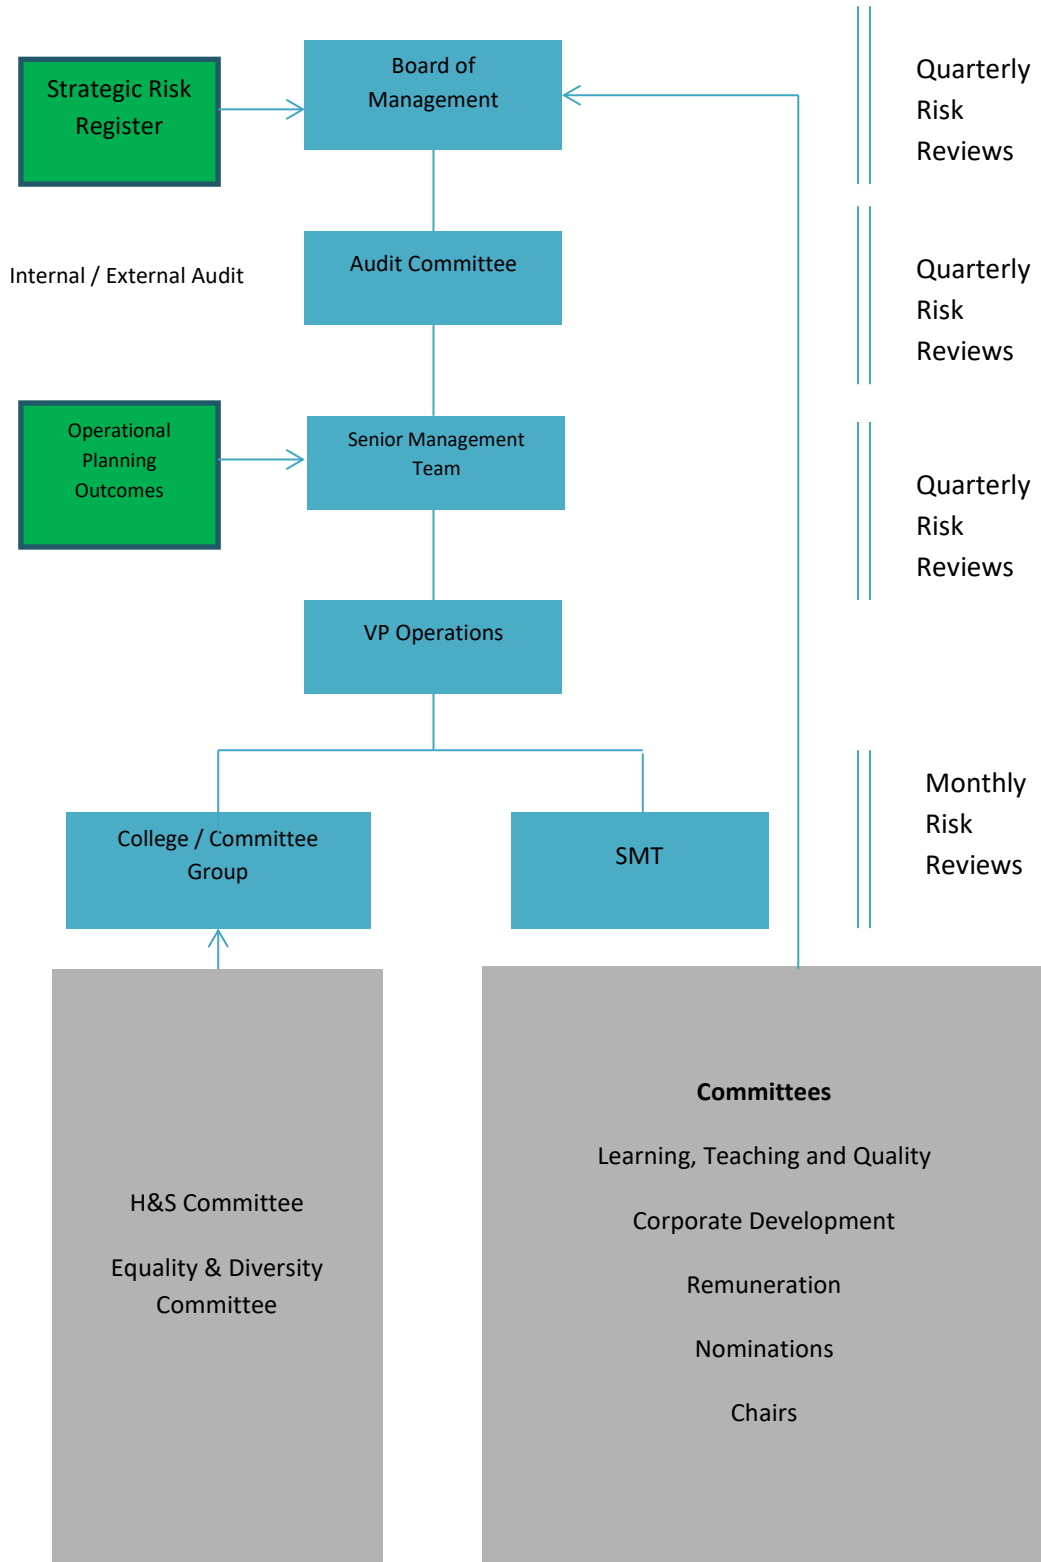 Strategic Risk
Register
Board of
Management
Quarterly
Risk
Reviews
Internal / External Audit
Audit Committee
Quarterly
Risk
Reviews
Operational
Planning
Outcomes
Senior Management
Team
Quarterly
Risk
Reviews
VP Operations
College / Committee
Group
SMT
Monthly
Risk
Reviews
H&S Committee
Equality & Diversity
Committee
Committees
Learning, Teaching and Quality
Corporate Development
Remuneration
Nominations
Chairs